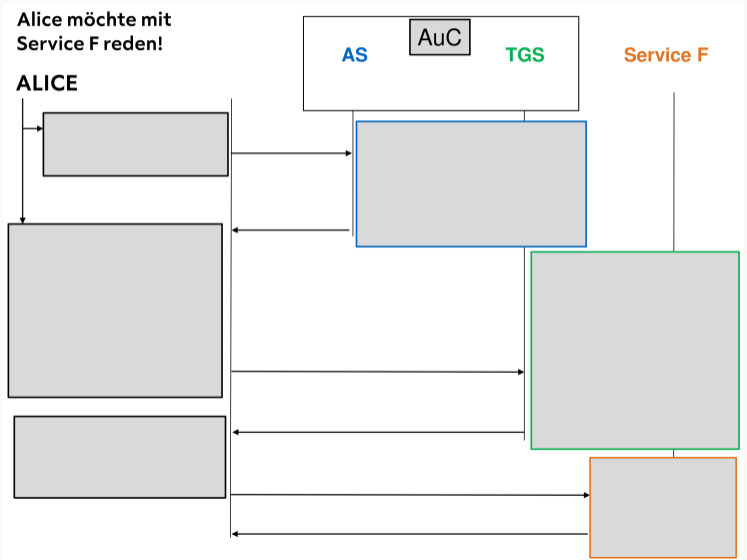 Alice möchte mit
Service F reden!
ALICE
AuC
AS
TGS
Service F